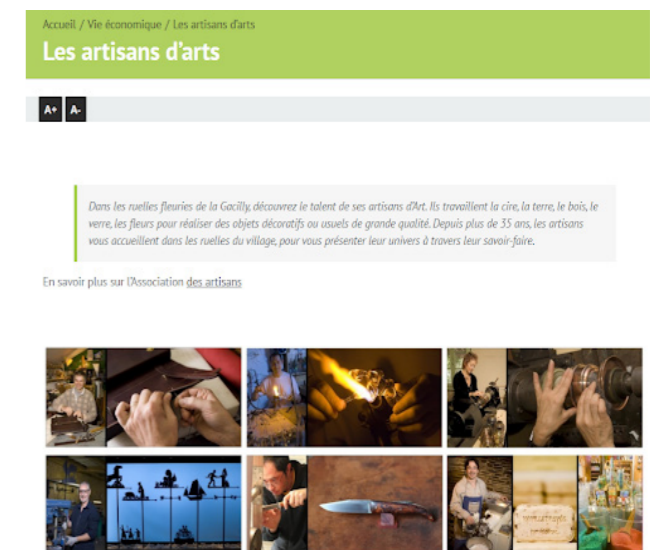 Accueil / Vie économique / Les artisans d'arts
Les artisans d'arts
A+ A-
Dans les ruelles fleuries de la Gacilly, découvrez le talent de ses artisans d'Art. Ils travaillent la cire, la terre, le bois, le
verre, les fleurs pour réaliser des objets décoratifs ou usuels de grande qualité. Depuis plus de 35 ans, les artisans
vous accueillent dans les ruelles du village, pour vous présenter leur univers à travers leur savoir-faire.
En savoir plus sur l'Association des artisans